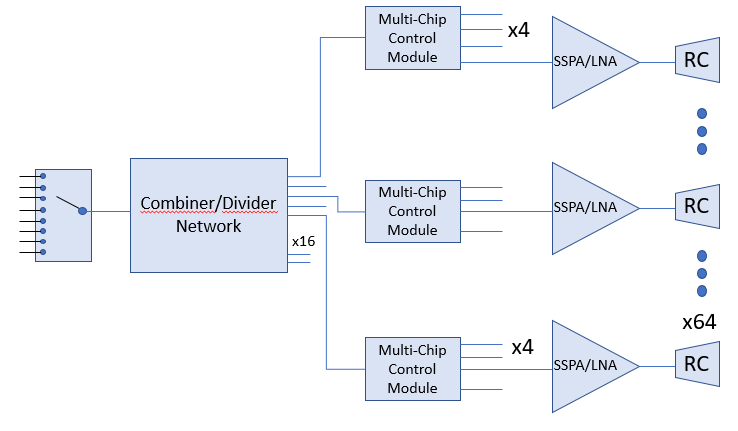 Multi-Chip
Control
Module
x4
SSPA/LNA
RC
Combiner/Divider
Network
x16
Multi-Chip
Control
Module
SSPA/LNA
RC
x64
Multi-Chip
Control
Module
x4
SSPA/LNA
RC